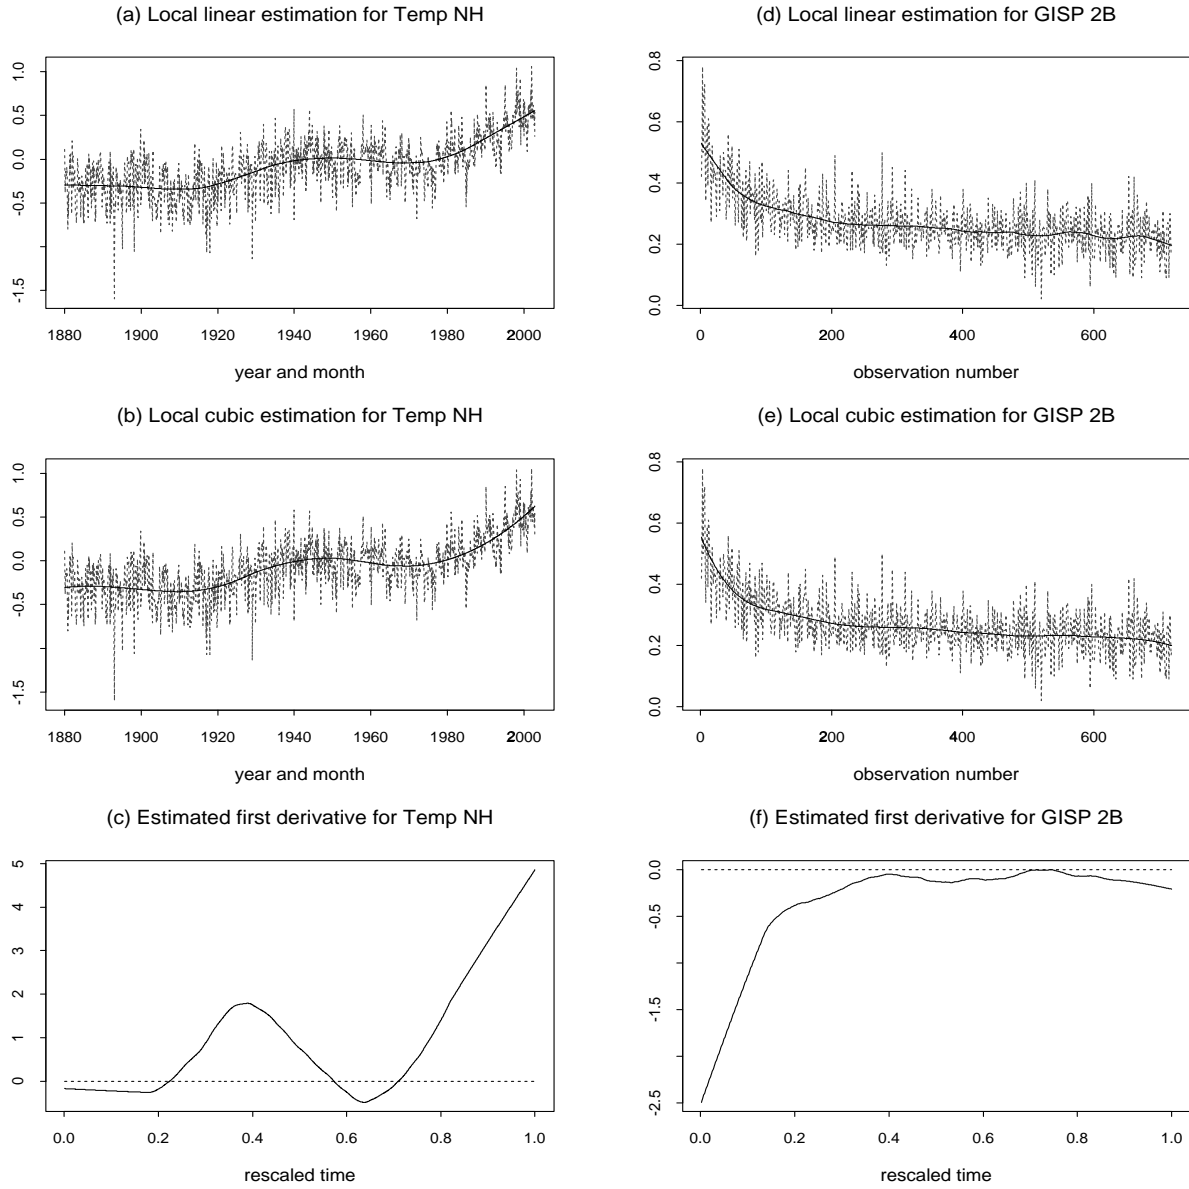 (a) Local linear estimation for Temp NH
1.0
0.5
0.0
-0.5
-1.5
1880 1900 1920 1940 1960 1980 2000
year and month
(d) Local linear estimation for GISP 2B
0.8
0.6
0.4
0.2
0.0
0 200 400 600
observation number
(b) Local cubic estimation for Temp NH
1.0
0.5
0.0
-0.5
-1.5
1880 1900 1920 1940 1960 1980 2000
year and month
(e) Local cubic estimation for GISP 2B
0.8
0.6
0.4
0.2
0.0
0 200 400 600
observation number
(c) Estimated first derivative for Temp NH
5
4
3
2
1
0
0.0 0.2 0.4 0.6 0.8 1.0
rescaled time
(f) Estimated first derivative for GISP 2B
0.0
-0.5
-1.5
-2.5
0.0 0.2 0.4 0.6 0.8 1.0
rescaled time